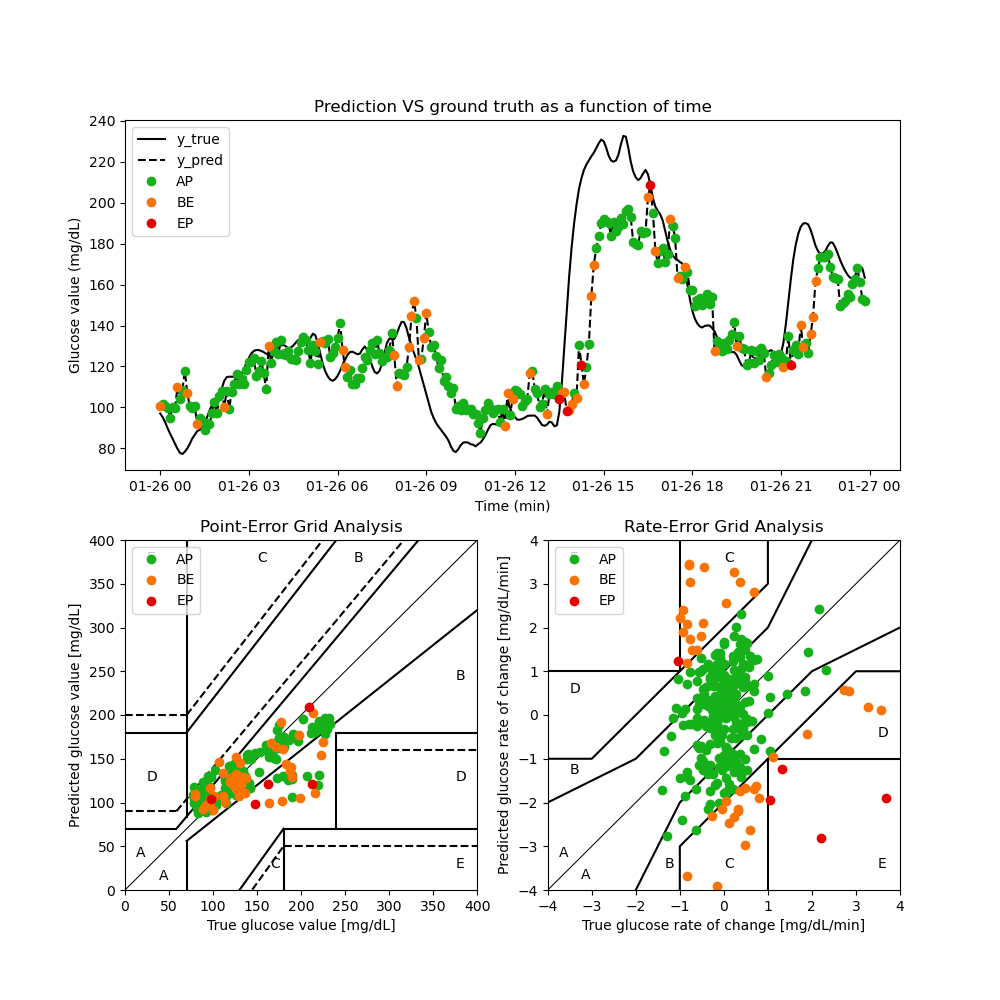 Prediction VS ground truth as a function of time
Glucose value (mg/dL)
240
220
200
180
160
140
120
100
80
y_true
y_pred
AP
BE
EP
01-26 00 01-26 03 01-26 06 01-26 09 01-26 12 01-26 15 01-26 18 01-26 21 01-27 00
Time (min)
Point-Error Grid Analysis
Predicted glucose value [mg/dL]
400
350
300
250
200
150
100
50
0
AP
BE
EP
C B
B
D D
A
A
C E
0 50 100 150 200 250 300 350 400
True glucose value [mg/dL]
Rate-Error Grid Analysis
Predicted glucose rate of change [mg/dL/min]
4
3
2
1
0
−1
−2
−3
−4
AP
BE
EP
C
D
D
B
A
A
B C E
−4 −3 −2 −1 0 1 2 3 4
True glucose rate of change [mg/dL/min]